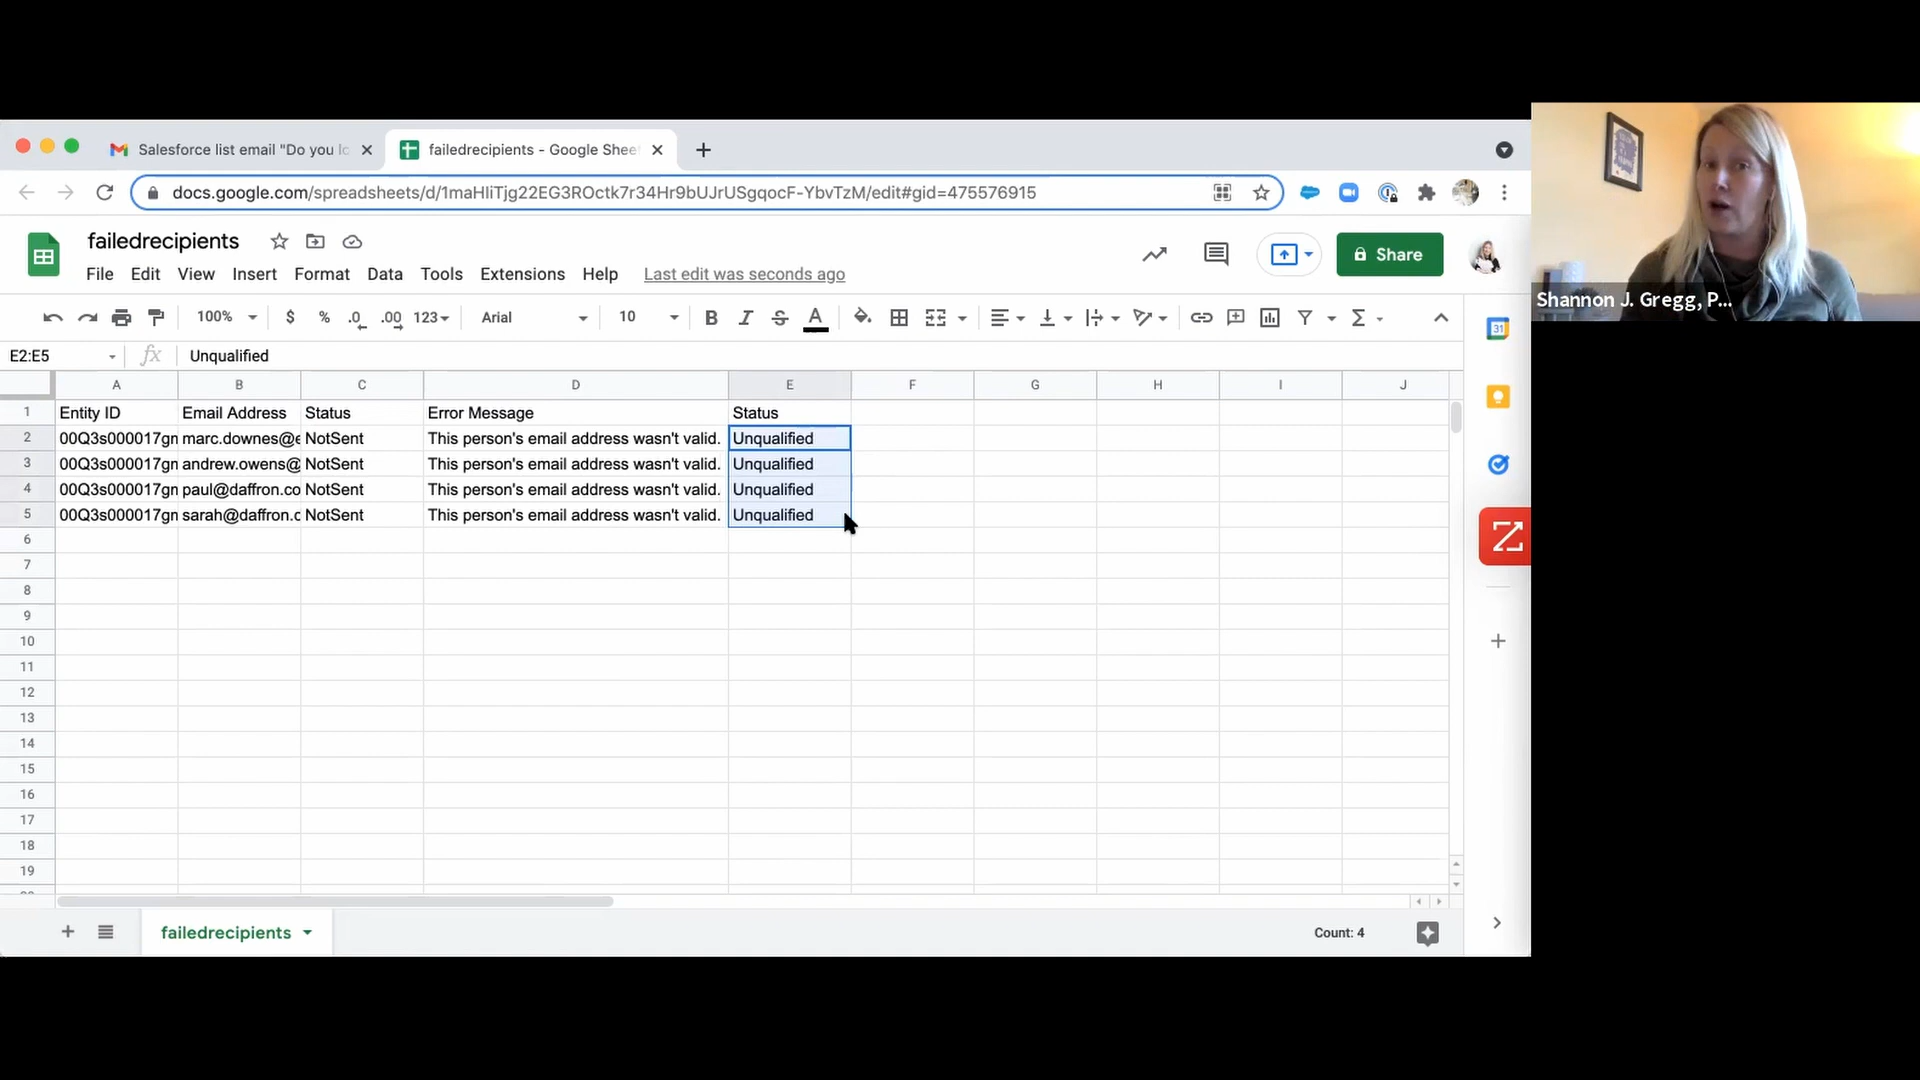 Salesforce list email "Do you lo
failedrecipients - Google Shee
docs.google.com/spreadsheets/d/1maHIiTjg22EG3ROctk7r34Hr9bUJrUSgqocF-YbvTzM/edit#gid=475576915
failedrecipients
File Edit View Insert Format Data Tools Extensions Help Last edit was seconds ago
Share
Shannon J. Gregg, P...
100% $ % .0 .00 123 Arial 10 B I S A
31
E2:E5 fx Unqualified
A B C D E F G H I J
1 Entity ID Email Address Status Error Message Status
2 00Q3s000017gn marc.downes@e NotSent This person's email address wasn't valid. Unqualified
3 00Q3s000017gn andrew.owens@ NotSent This person's email address wasn't valid. Unqualified
4 00Q3s000017gn paul@daffron.co NotSent This person's email address wasn't valid. Unqualified
5 00Q3s000017gn sarah@daffron.c NotSent This person's email address wasn't valid. Unqualified
6
7
8
9
10
11
12
13
14
15
16
17
18
19
failedrecipients
Count: 4